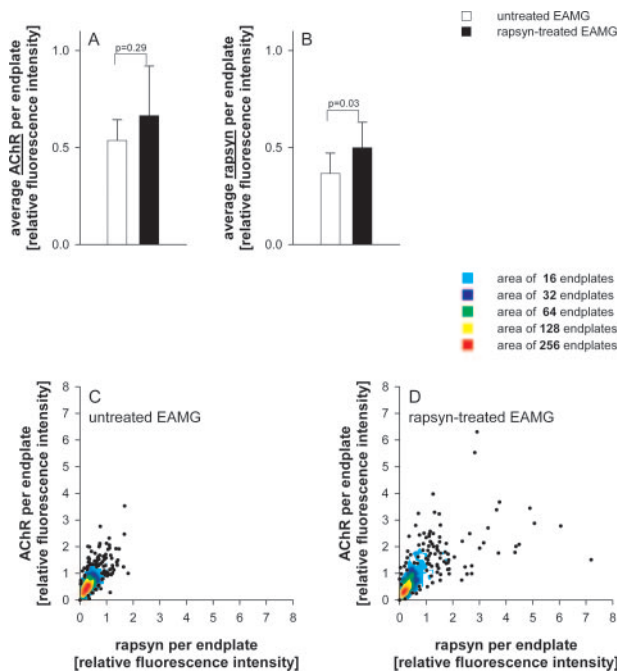 untreated EAMG
rapsyn-treated EAMG
A
p=0.29
average AChR per endplate
[relative fluorescence intensity]
1.0
0.5
0.0
B
p=0.03
average rapsyn per endplate
[relative fluorescence intensity]
1.0
0.5
0.0
area of 16 endplates
area of 32 endplates
area of 64 endplates
area of 128 endplates
area of 256 endplates
C
untreated EAMG
AChR per endplate
[relative fluorescence intensity]
8
7
6
5
4
3
2
1
0
0 1 2 3 4 5 6 7 8
rapsyn per endplate
[relative fluorescence intensity]
D
rapsyn-treated EAMG
AChR per endplate
[relative fluorescence intensity]
8
7
6
5
4
3
2
1
0
0 1 2 3 4 5 6 7 8
rapsyn per endplate
[relative fluorescence intensity]